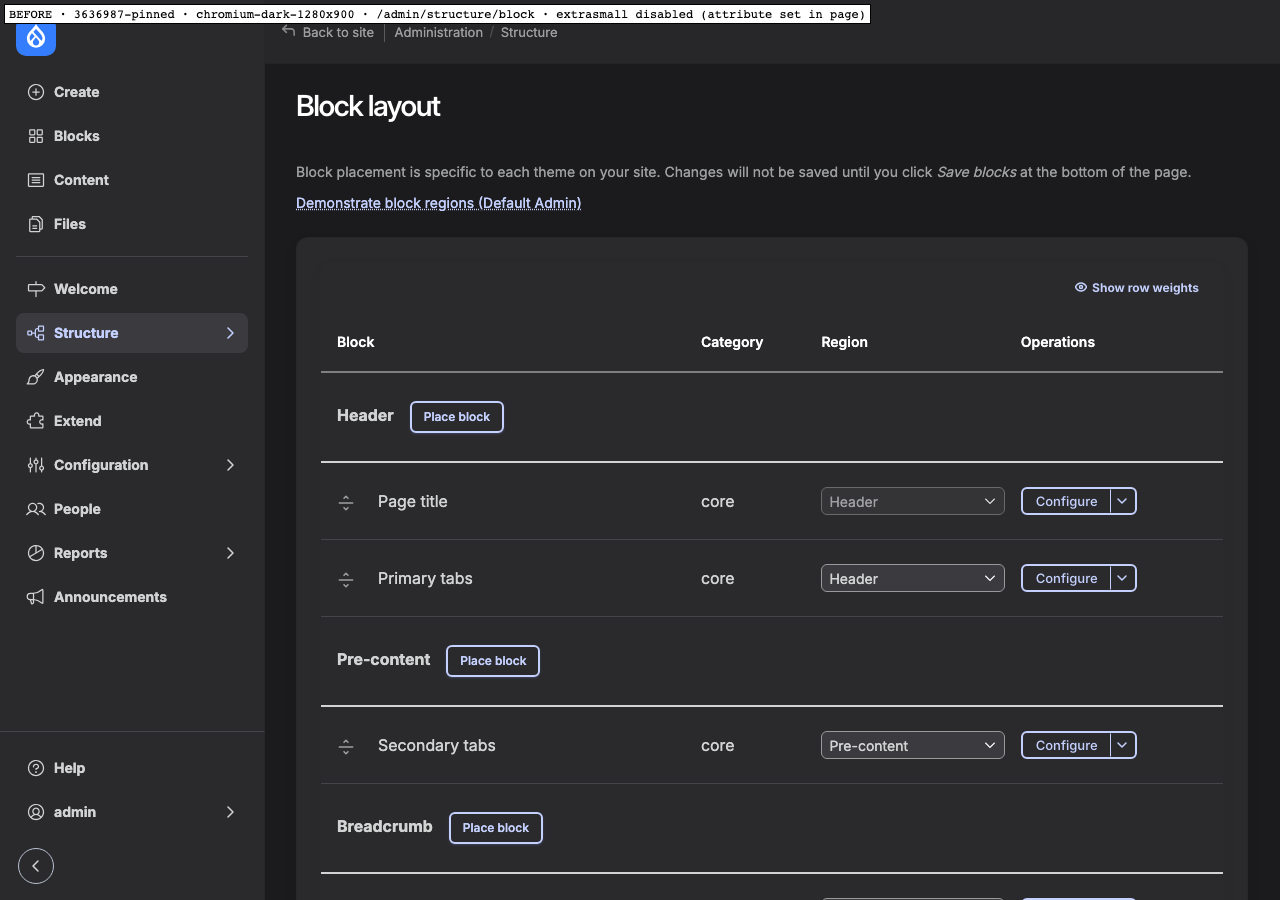 BEFORE • 3636987-pinned • chromium-dark-1280x900 • /admin/structure/block • extrasmall disabled (attribute set in page)
Back to site Administration / Structure
Create
Blocks
Content
Files
Welcome
Structure
Appearance
Extend
Configuration
People
Reports
Announcements
Help
admin
Block layout
Block placement is specific to each theme on your site. Changes will not be saved until you click Save blocks at the bottom of the page.
Demonstrate block regions (Default Admin)
Show row weights
Block Category Region Operations
Header Place block
Page title core Header Configure
Primary tabs core Header Configure
Pre-content Place block
Secondary tabs core Pre-content Configure
Breadcrumb Place block